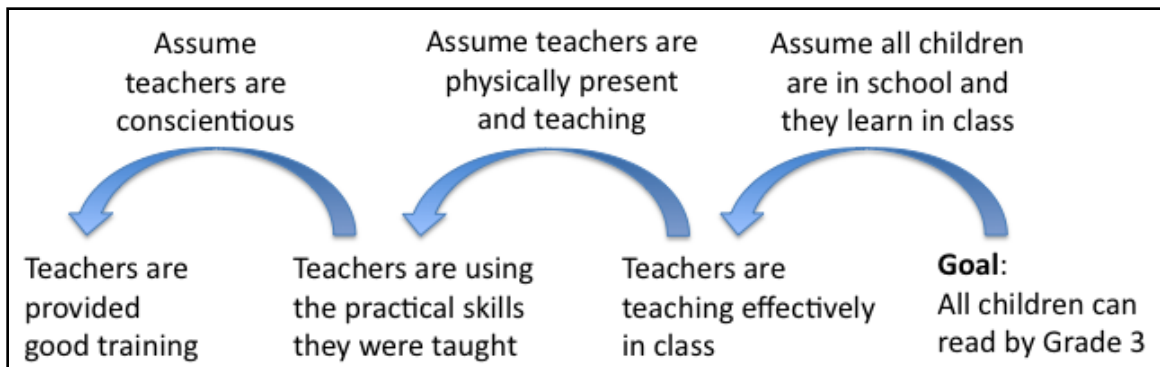 Assume
teachers are
conscientious
Assume teachers are
physically present
and teaching
Assume all children
are in school and
they learn in class
Teachers are
provided
good training
Teachers are using
the practical skills
they were taught
Teachers are
teaching effectively
in class
Goal:
All children can
read by Grade 3